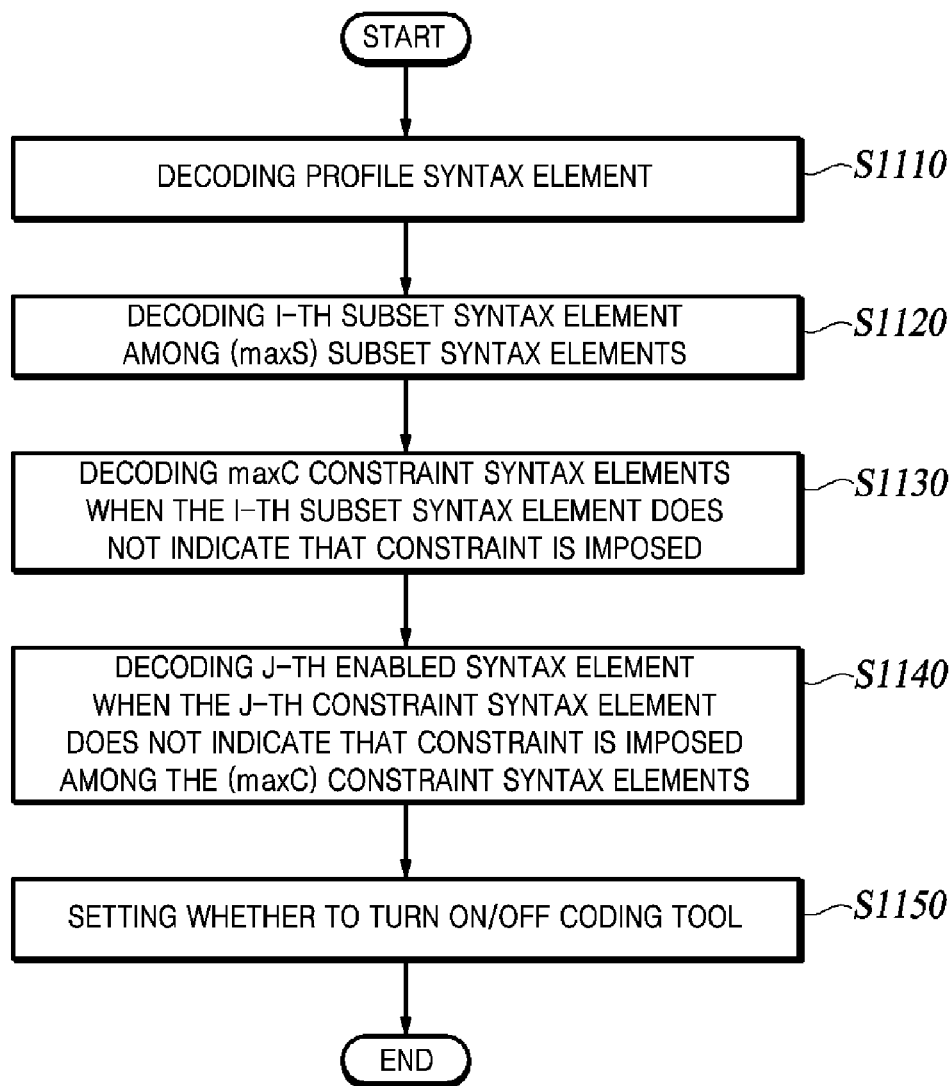 START
DECODING PROFILE SYNTAX ELEMENT
S1110
DECODING I-TH SUBSET SYNTAX ELEMENT
AMONG (maxS) SUBSET SYNTAX ELEMENTS
S1120
DECODING maxC CONSTRAINT SYNTAX ELEMENTS
WHEN THE I-TH SUBSET SYNTAX ELEMENT DOES
NOT INDICATE THAT CONSTRAINT IS IMPOSED
S1130
DECODING J-TH ENABLED SYNTAX ELEMENT
WHEN THE J-TH CONSTRAINT SYNTAX ELEMENT
DOES NOT INDICATE THAT CONSTRAINT IS IMPOSED
AMONG THE (maxC) CONSTRAINT SYNTAX ELEMENTS
S1140
SETTING WHETHER TO TURN ON/OFF CODING TOOL
S1150
END